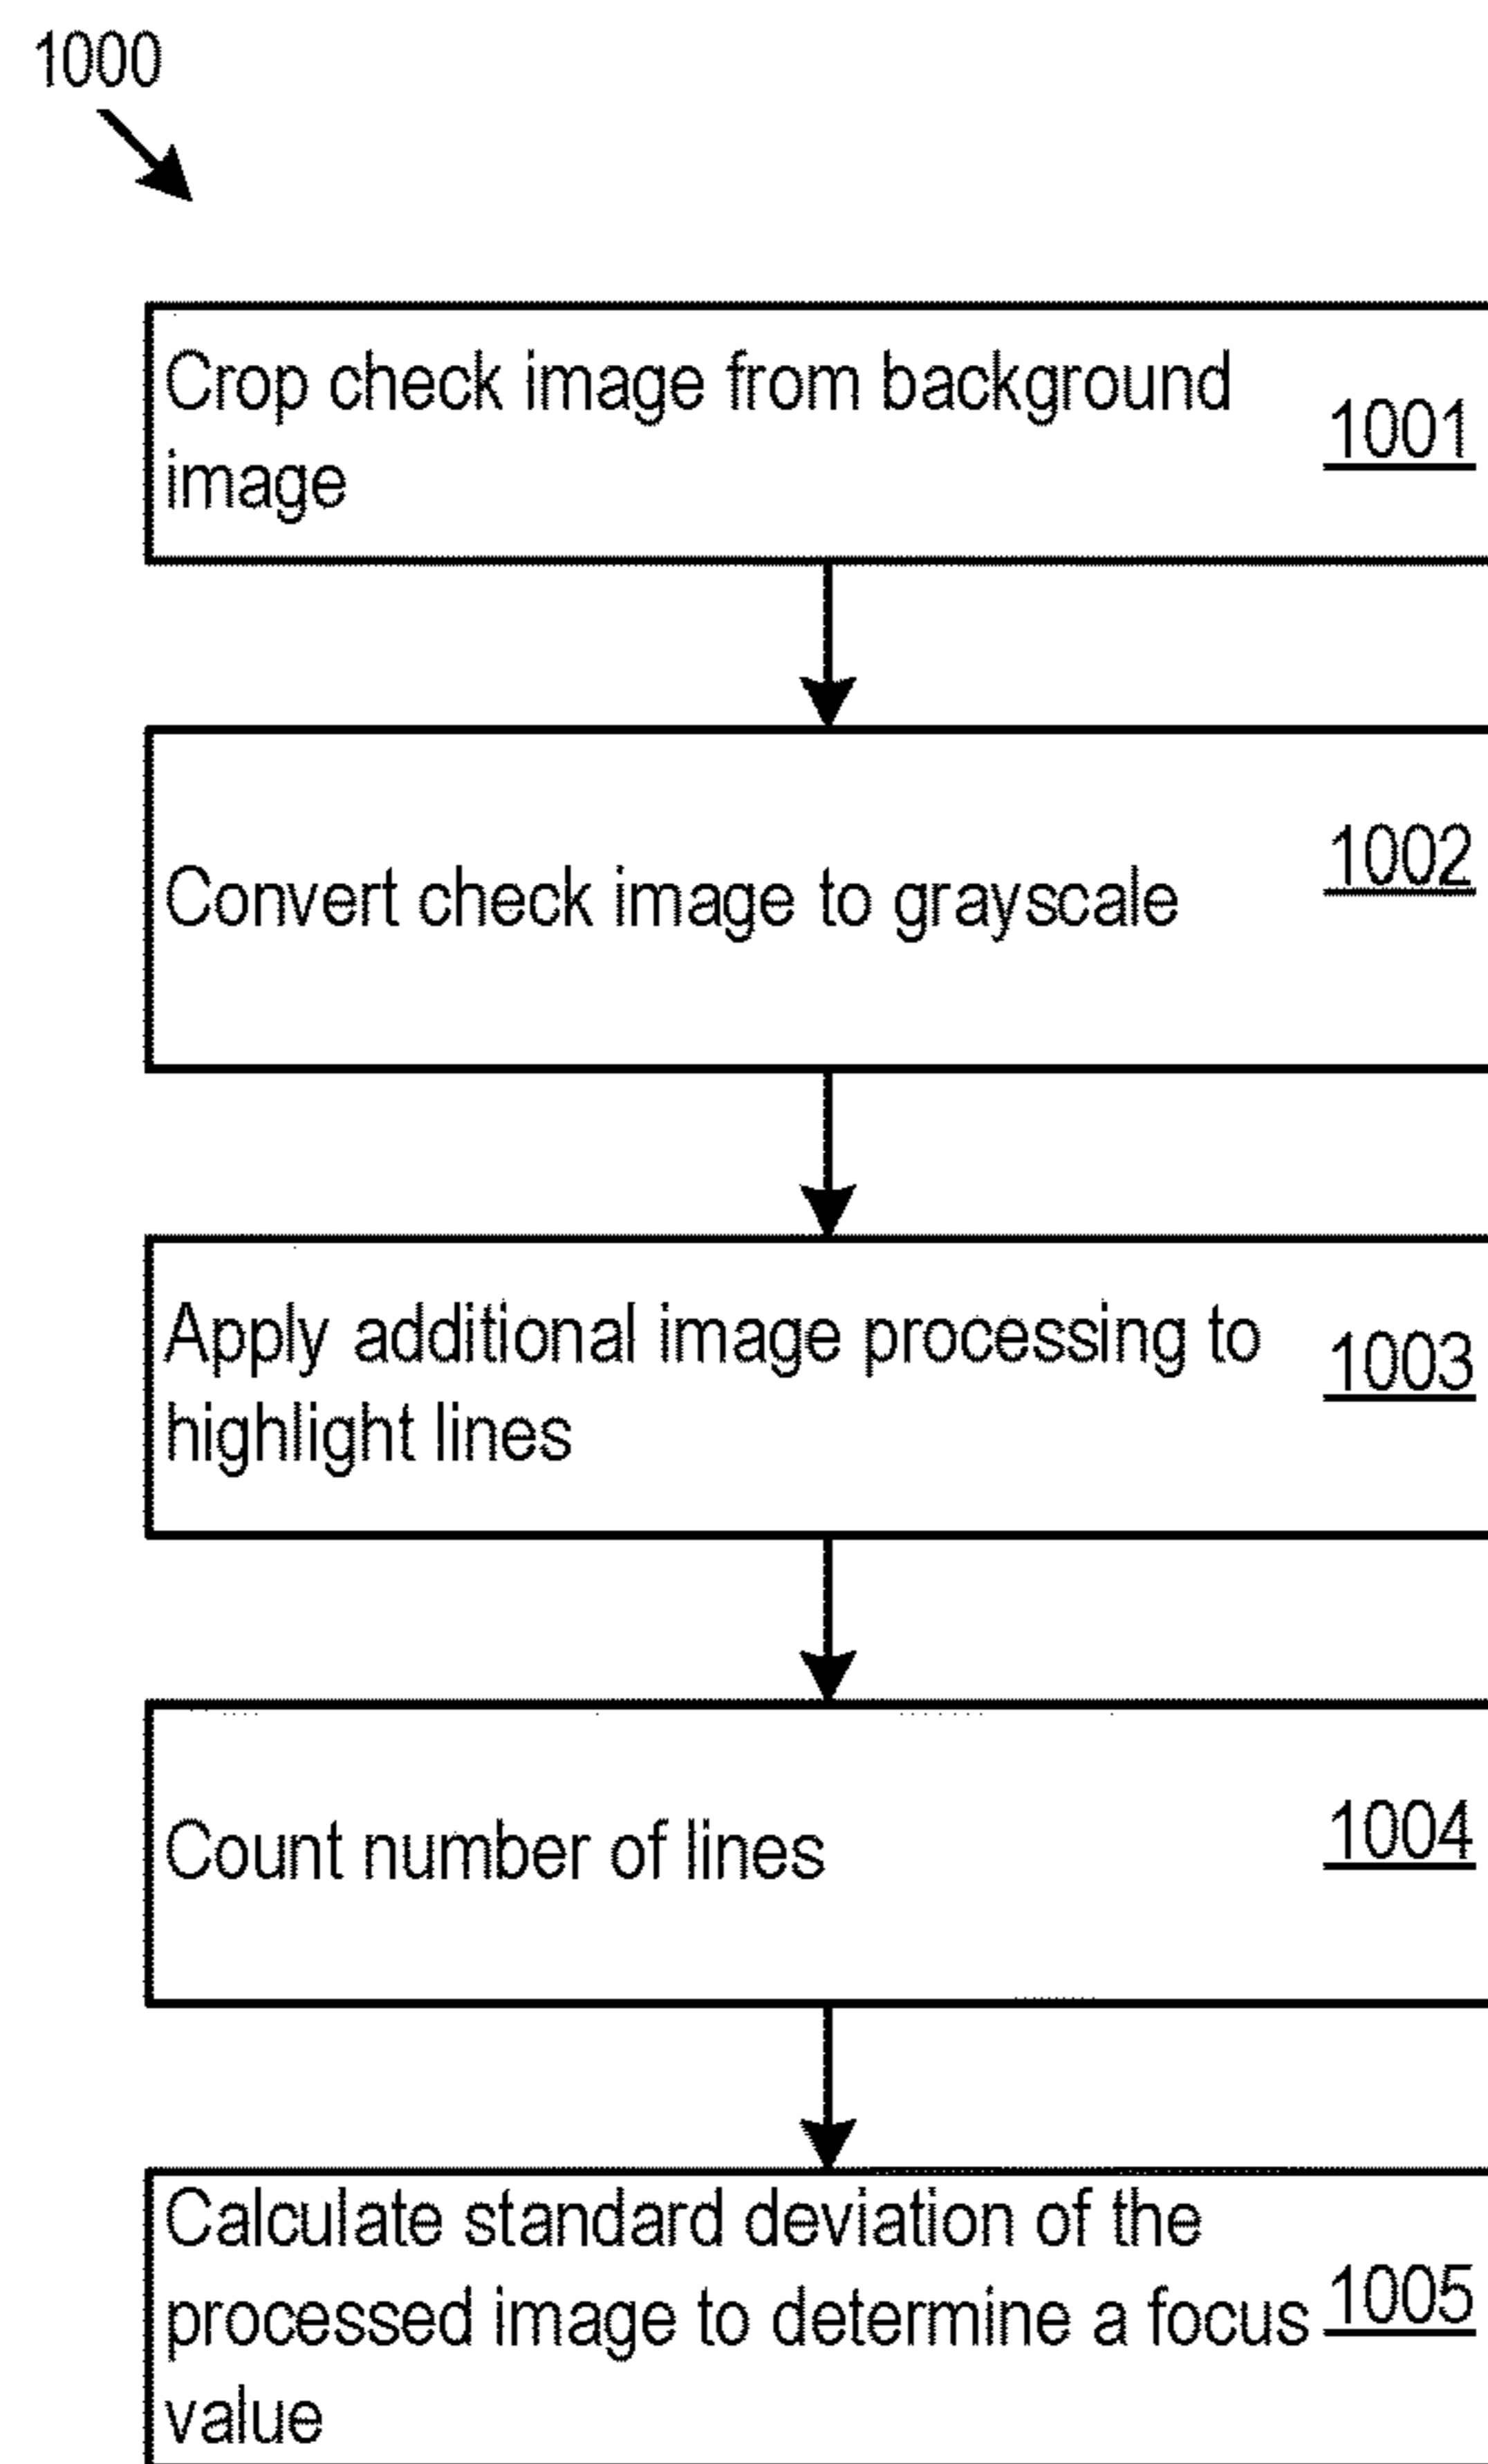 1000
Crop check image from background
image
1001
Convert check image to grayscale
1002
Apply additional image processing to
highlight lines
1003
Count number of lines
1004
Calculate standard deviation of the
processed image to determine a focus
value
1005